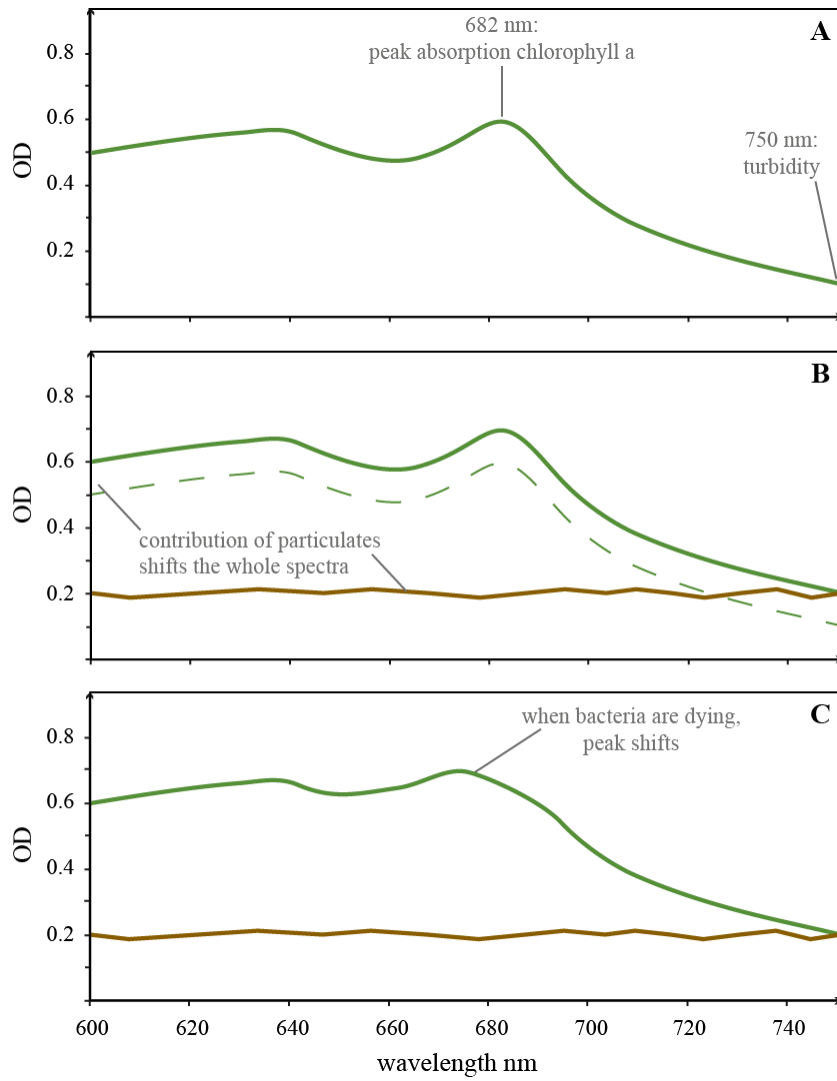 682 nm:
peak absorption chlorophyll a
A
0.8
0.6
0.4
0.2
OD
750 nm:
turbidity
B
0.8
0.6
0.4
0.2
OD
contribution of particulates
shifts the whole spectra
C
when bacteria are dying,
peak shifts
0.8
0.6
0.4
0.2
OD
600 620 640 660 680 700 720 740
wavelength nm